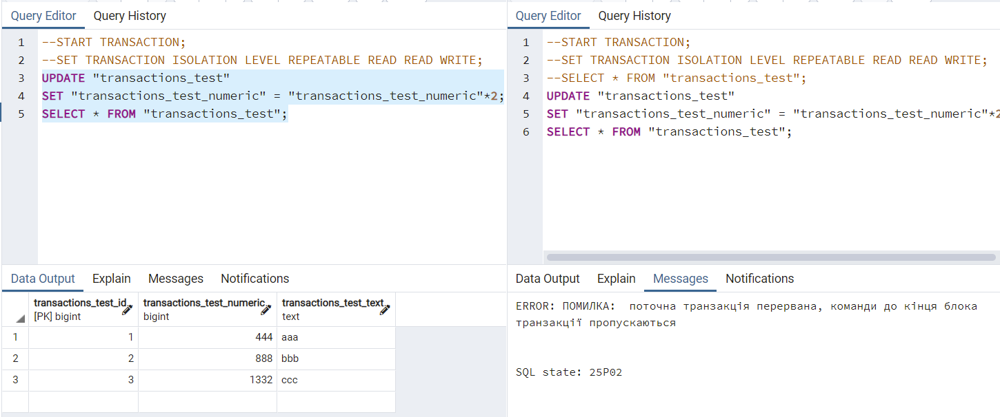 Query Editor Query History
1 --START TRANSACTION;
2 --SET TRANSACTION ISOLATION LEVEL REPEATABLE READ READ WRITE;
3 UPDATE "transactions_test"
4 SET "transactions_test_numeric" = "transactions_test_numeric"*2;
5 SELECT * FROM "transactions_test";
Data Output Explain Messages Notifications
transactions_test_id transactions_test_numeric transactions_test_text
[PK] bigint bigint text
1 1 444 aaa
2 2 888 bbb
3 3 1332 ccc
Query Editor Query History
1 --START TRANSACTION;
2 --SET TRANSACTION ISOLATION LEVEL REPEATABLE READ READ WRITE;
3 --SELECT * FROM "transactions_test";
4 UPDATE "transactions_test"
5 SET "transactions_test_numeric" = "transactions_test_numeric"*2
6 SELECT * FROM "transactions_test";
Data Output Explain Messages Notifications
ERROR: ПОМИЛКА: поточна транзакція перервана, команди до кінця блока
транзакції пропускаються
SQL state: 25P02